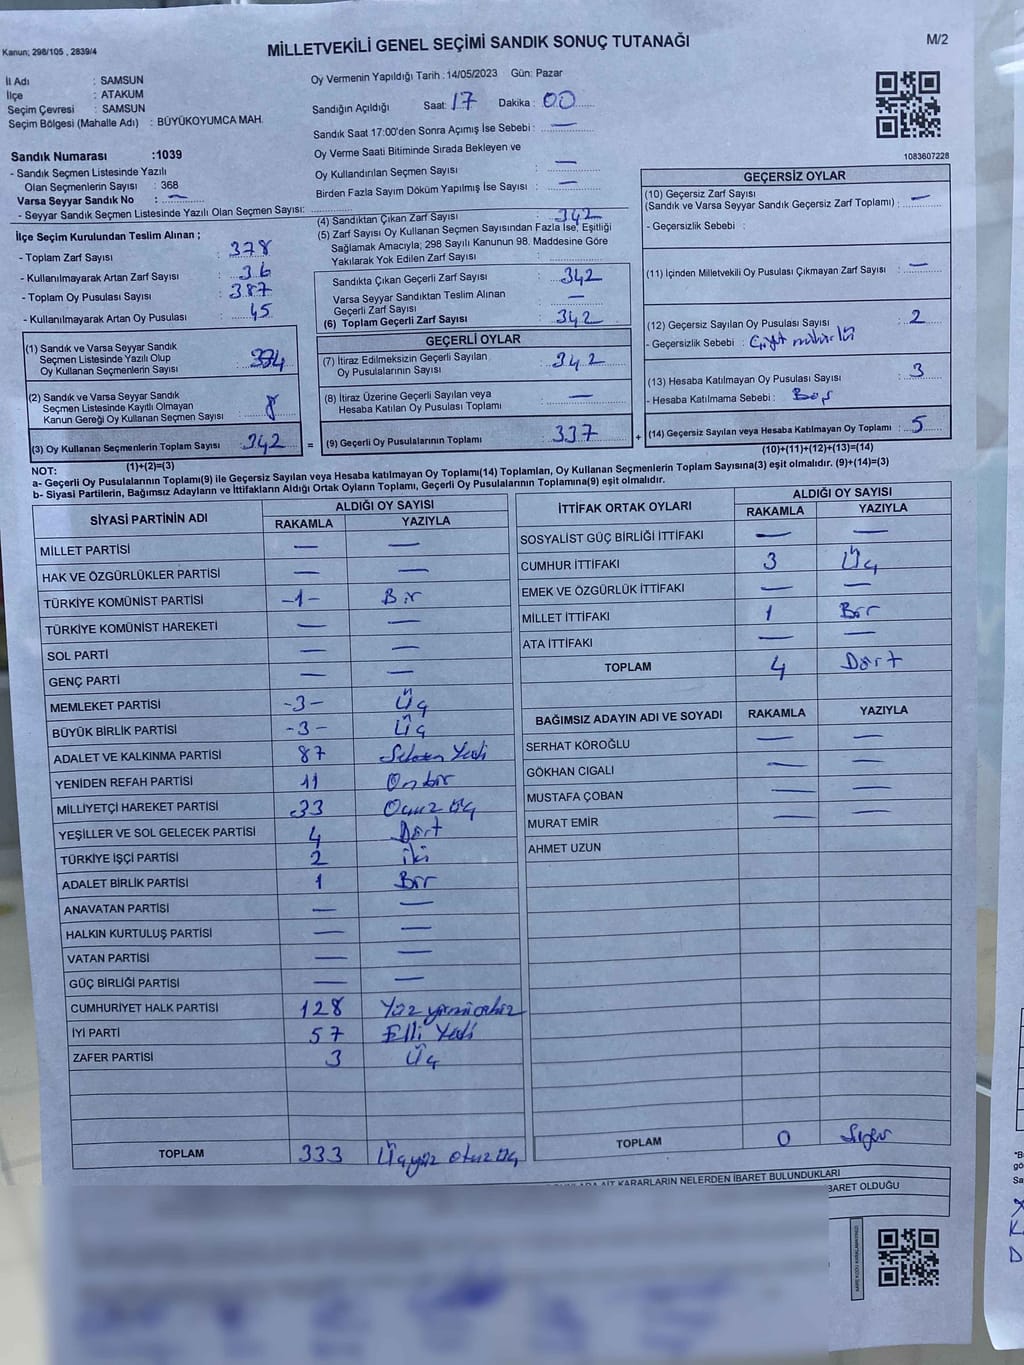 MİLLETVEKİLİ GENEL SEÇİMİ SANDIK SONUÇ TUTANAĞI
M/2
Kanun; 298/105 , 2839/4
İl Adı : SAMSUN
İlçe : ATAKUM
Seçim Çevresi : SAMSUN
Seçim Bölgesi (Mahalle Adı) : BÜYÜKOYUMCA MAH.
Sandık Numarası :1039
- Sandık Seçmen Listesinde Yazılı
Olan Seçmenlerin Sayısı : 368
Varsa Seyyar Sandık No : —
- Seyyar Sandık Seçmen Listesinde Yazılı Olan Seçmen Sayısı:
Oy Vermenin Yapıldığı Tarih : 14/05/2023 Gün: Pazar
Sandığın Açıldığı Saat: 17 Dakika : 00
Sandık Saat 17:00'den Sonra Açımış İse Sebebi : —
Oy Verme Saati Bitiminde Sırada Bekleyen ve
Oy Kullandırılan Seçmen Sayısı : —
Birden Fazla Sayım Döküm Yapılmış İse Sayısı : —
1083607228
İlçe Seçim Kurulundan Teslim Alınan ;
- Toplam Zarf Sayısı : 378
- Kullanılmayarak Artan Zarf Sayısı : 36
- Toplam Oy Pusulası Sayısı : 387
- Kullanılmayarak Artan Oy Pusulası : 45
(1) Sandık ve Varsa Seyyar Sandık
Seçmen Listesinde Yazılı Olup
Oy Kullanan Seçmenlerin Sayısı : 334
(2) Sandık ve Varsa Seyyar Sandık
Seçmen Listesinde Kayıtlı Olmayan
Kanun Gereği Oy Kullanan Seçmen Sayısı : 8
(3) Oy Kullanan Seçmenlerin Toplam Sayısı : 342
(1)+(2)=(3)
(4) Sandıktan Çıkan Zarf Sayısı : 342
(5) Zarf Sayısı Oy Kullanan Seçmen Sayısından Fazla İse, Eşitliği
Sağlamak Amacıyla; 298 Sayılı Kanunun 98. Maddesine Göre
Yakılarak Yok Edilen Zarf Sayısı :
Sandıkta Çıkan Geçerli Zarf Sayısı : 342
Varsa Seyyar Sandıktan Teslim Alınan
Geçerli Zarf Sayısı : —
(6) Toplam Geçerli Zarf Sayısı : 342
GEÇERLİ OYLAR
(7) İtiraz Edilmeksizin Geçerli Sayılan
Oy Pusulalarının Sayısı : 342
(8) İtiraz Üzerine Geçerli Sayılan veya
Hesaba Katılan Oy Pusulası Toplamı : —
= (9) Geçerli Oy Pusulalarının Toplamı : 337
GEÇERSİZ OYLAR
(10) Geçersiz Zarf Sayısı
(Sandık ve Varsa Seyyar Sandık Geçersiz Zarf Toplamı) : —
- Geçersizlik Sebebi :
(11) İçinden Milletvekili Oy Pusulası Çıkmayan Zarf Sayısı : —
(12) Geçersiz Sayılan Oy Pusulası Sayısı : 2
- Geçersizlik Sebebi : Çift mühürlü
(13) Hesaba Katılmayan Oy Pusulası Sayısı : 3
- Hesaba Katılmama Sebebi : Boş
+ (14) Geçersiz Sayılan veya Hesaba Katılmayan Oy Toplamı : 5
(10)+(11)+(12)+(13)=(14)
NOT:
a- Geçerli Oy Pusulalarının Toplamı(9) ile Geçersiz Sayılan veya Hesaba katılmayan Oy Toplamı(14) Toplamları, Oy Kullanan Seçmenlerin Toplam Sayısına(3) eşit olmalıdır. (9)+(14)=(3)
b- Siyasi Partilerin, Bağımsız Adayların ve İttifakların Aldığı Ortak Oyların Toplamı, Geçerli Oy Pusulalarının Toplamına(9) eşit olmalıdır.
SİYASİ PARTİNİN ADI ALDIĞI OY SAYISI
RAKAMLA YAZIYLA
MİLLET PARTİSİ — —
HAK VE ÖZGÜRLÜKLER PARTİSİ — —
TÜRKİYE KOMÜNİST PARTİSİ -1- Bir
TÜRKİYE KOMÜNİST HAREKETİ — —
SOL PARTİ — —
GENÇ PARTİ — —
MEMLEKET PARTİSİ -3- Üç
BÜYÜK BİRLİK PARTİSİ -3- Üç
ADALET VE KALKINMA PARTİSİ 87 Seksen Yedi
YENİDEN REFAH PARTİSİ 11 Onbir
MİLLİYETÇİ HAREKET PARTİSİ 33 Otuz üç
YEŞİLLER VE SOL GELECEK PARTİSİ 4 Dört
TÜRKİYE İŞÇİ PARTİSİ 2 iki
ADALET BİRLİK PARTİSİ 1 Bir
ANAVATAN PARTİSİ — —
HALKIN KURTULUŞ PARTİSİ — —
VATAN PARTİSİ — —
GÜÇ BİRLİĞİ PARTİSİ — —
CUMHURİYET HALK PARTİSİ 128 Yüz yirmisekiz
İYİ PARTİ 57 Elli Yedi
ZAFER PARTİSİ 3 Üç
TOPLAM 333 Üçyüz otuz üç
İTTİFAK ORTAK OYLARI ALDIĞI OY SAYISI
RAKAMLA YAZIYLA
SOSYALİST GÜÇ BİRLİĞİ İTTİFAKI — —
CUMHUR İTTİFAKI 3 Üç
EMEK VE ÖZGÜRLÜK İTTİFAKI — —
MİLLET İTTİFAKI 1 Bir
ATA İTTİFAKI — —
TOPLAM 4 Dört
BAĞIMSIZ ADAYIN ADI VE SOYADI RAKAMLA YAZIYLA
SERHAT KÖROĞLU — —
GÖKHAN CIGALI — —
MUSTAFA ÇOBAN — —
MURAT EMİR — —
AHMET UZUN
TOPLAM 0 Sıfır
AİT KARARLARIN NELERDEN İBARET BULUNDUKLARI
BARET OLDUĞU